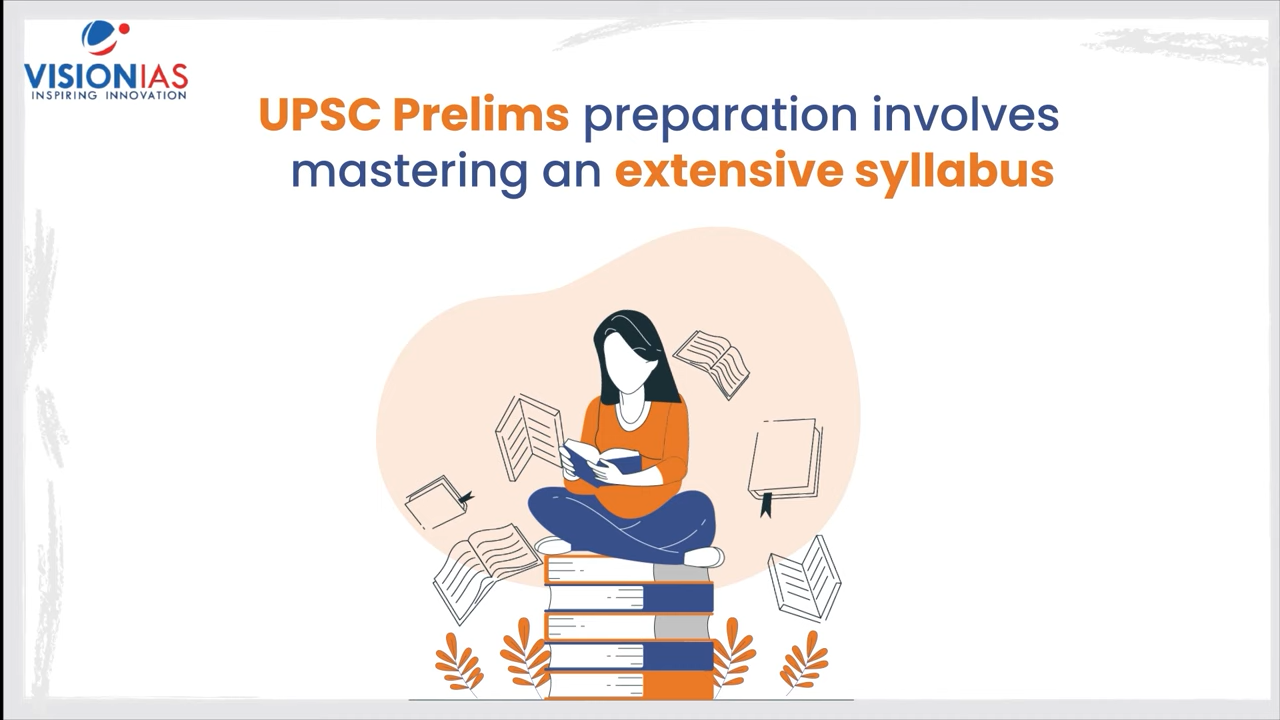 VISIONIAS
INSPIRING INNOVATION
UPSC Prelims preparation involves
mastering an extensive syllabus